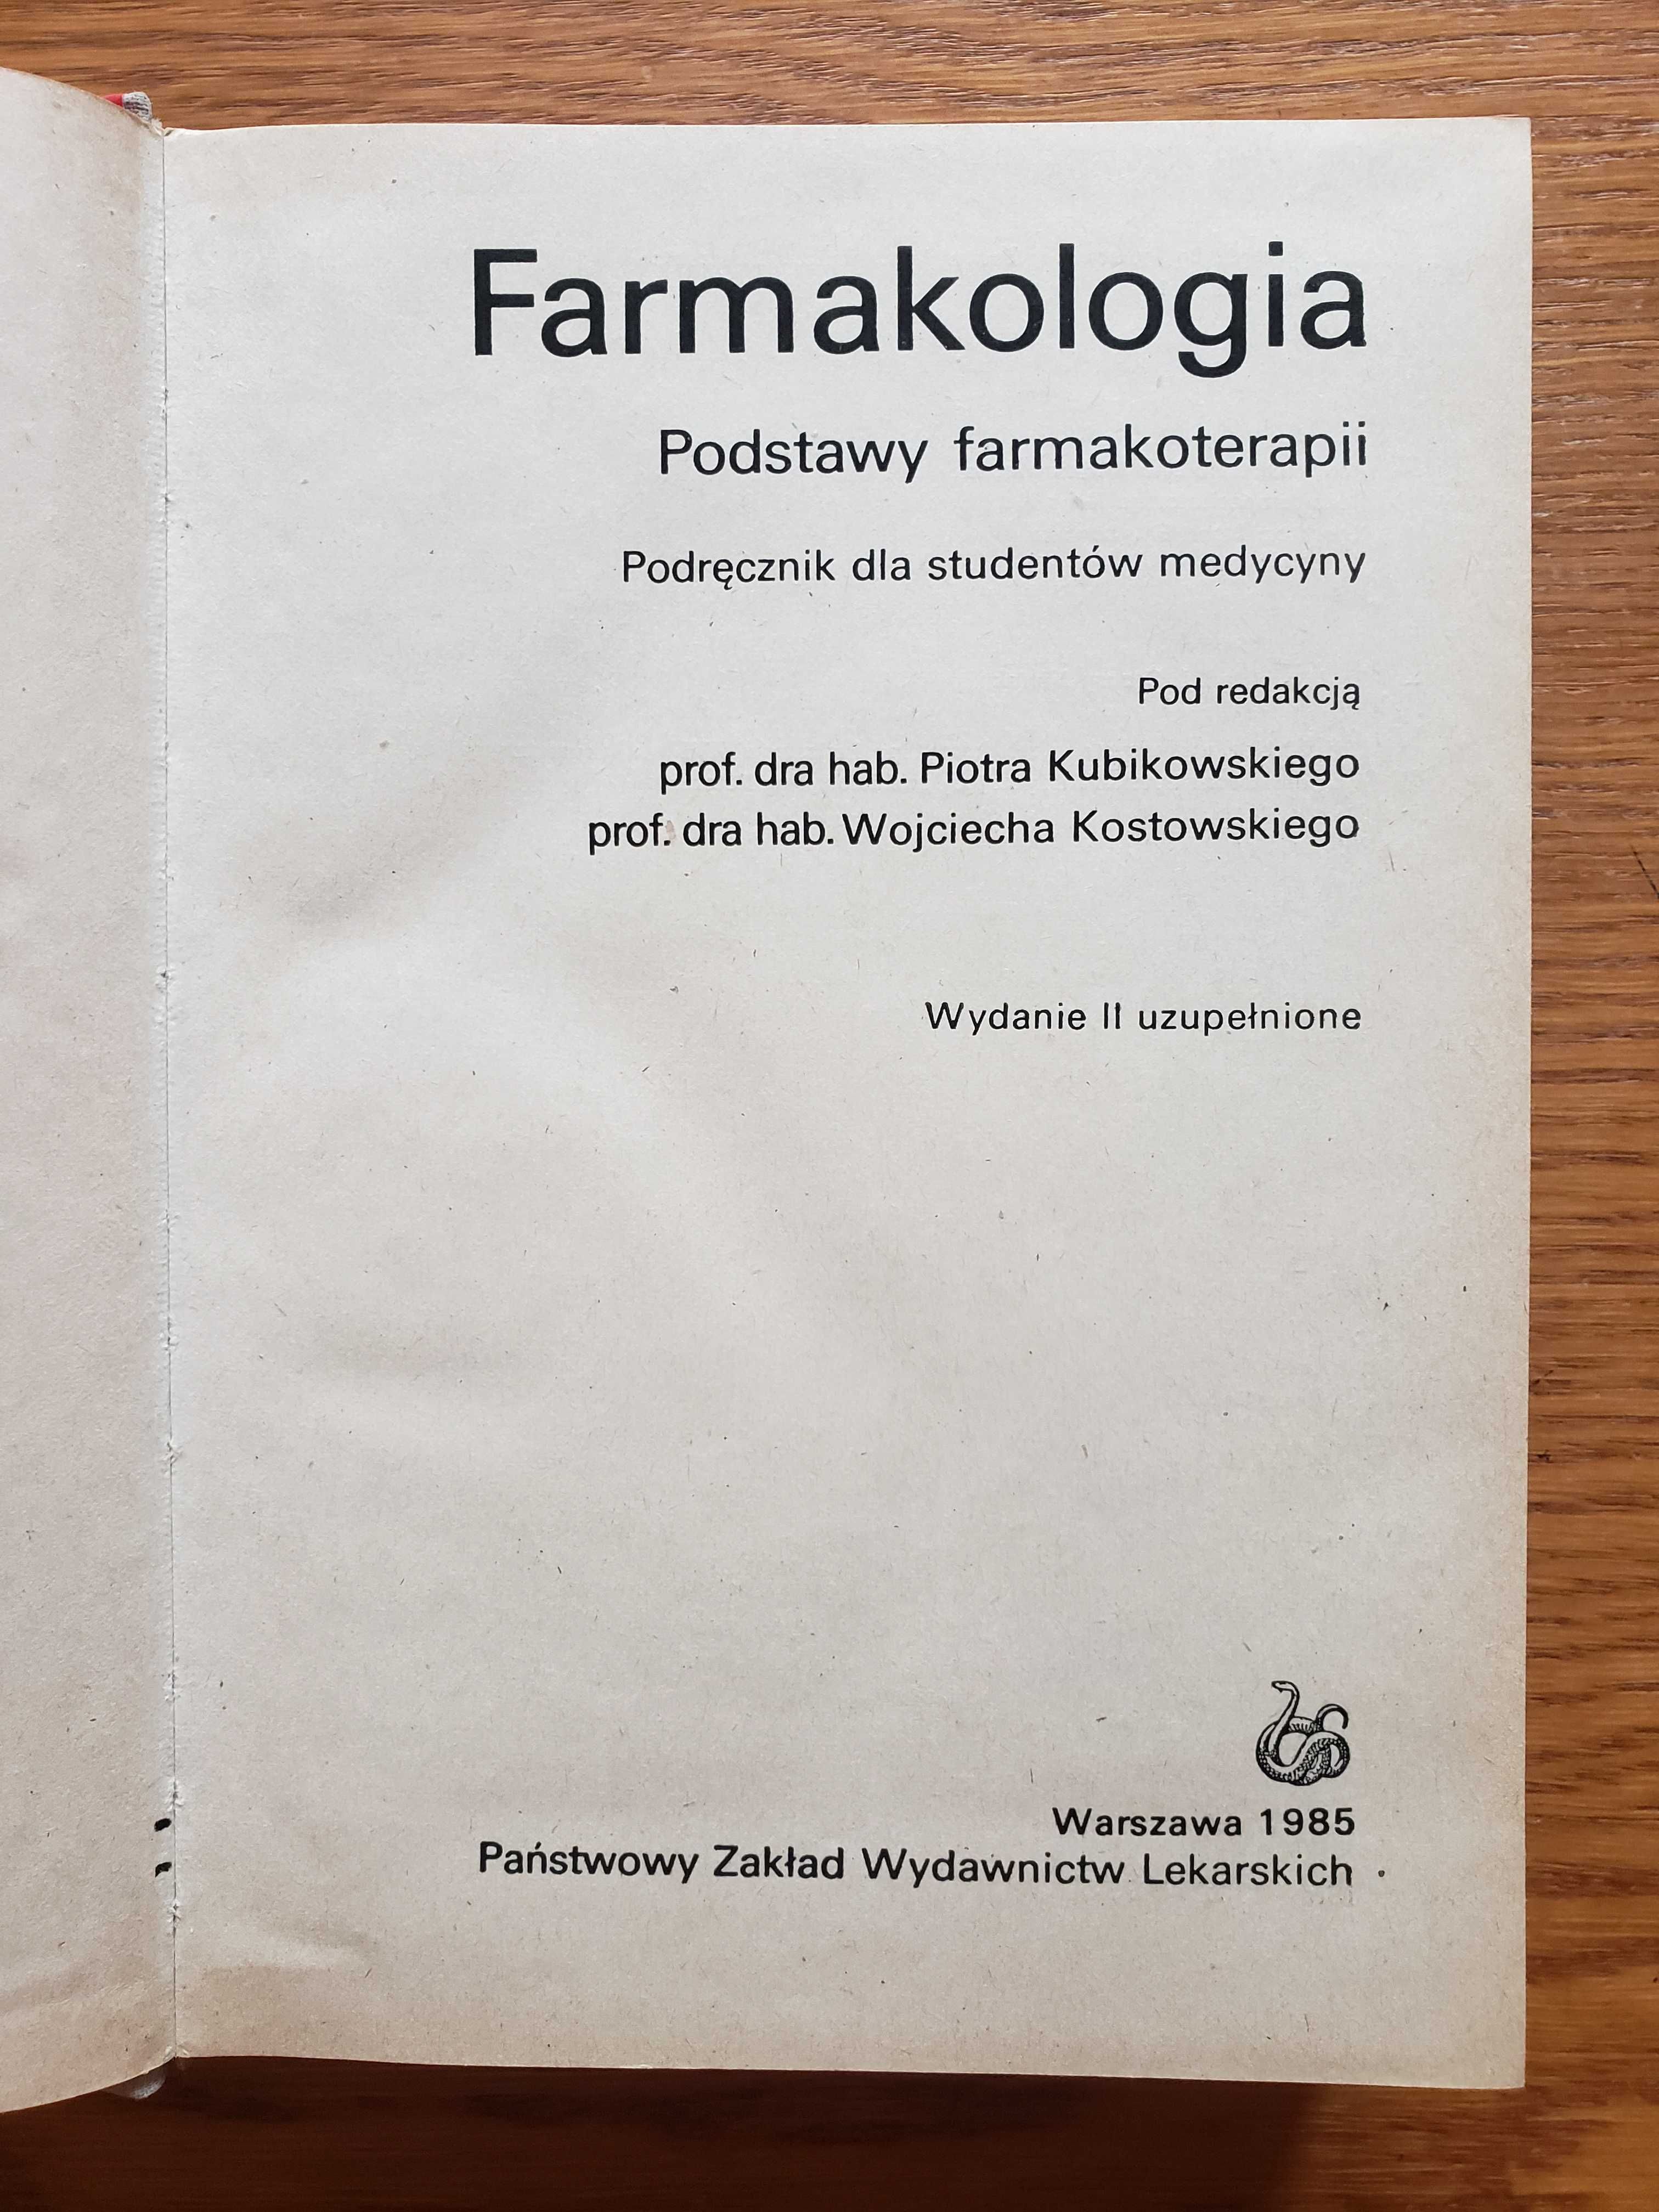 Farmakologia
Podstawy farmakoterapii
Podręcznik dla studentów medycyny
Pod redakcją
prof. dra hab. Piotra Kubikowskiego
prof. dra hab. Wojciecha Kostowskiego
Wydanie II uzupełnione
Warszawa 1985
Państwowy Zakład Wydawnictw Lekarskich